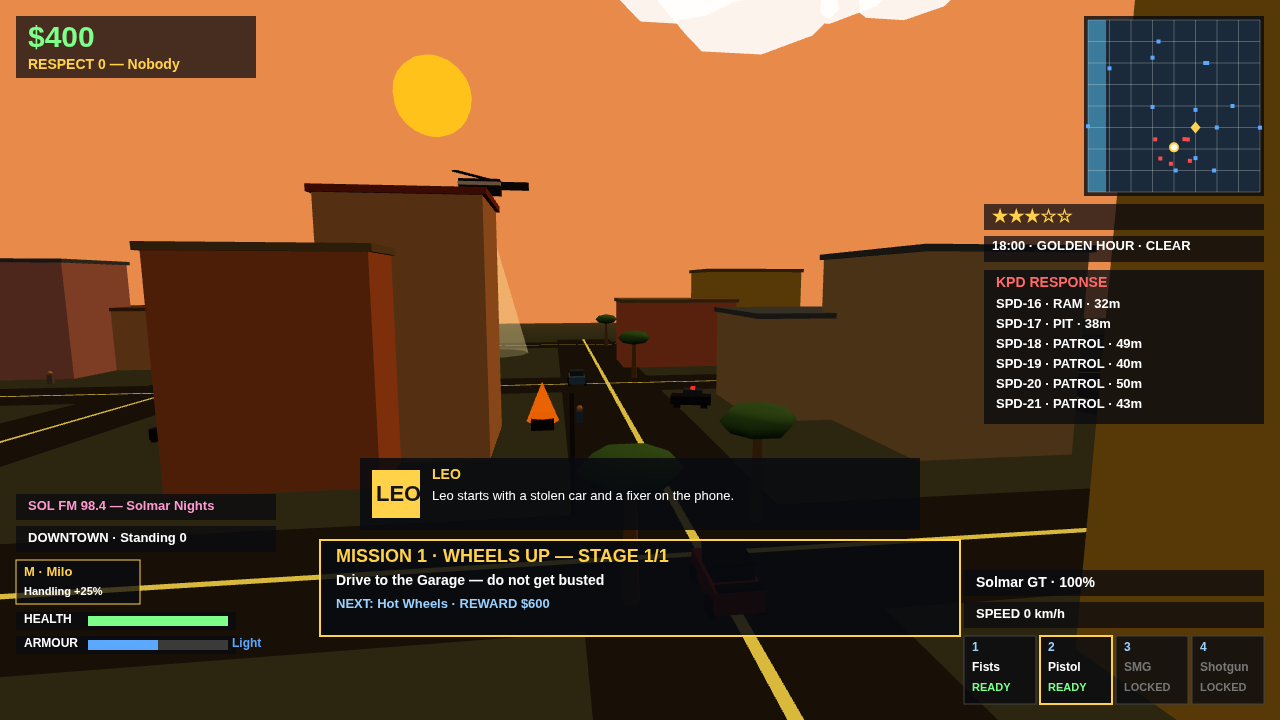 $400
RESPECT 0 — Nobody
★★★☆☆
18:00 · GOLDEN HOUR · CLEAR
KPD RESPONSE
SPD-16 · RAM · 32m
SPD-17 · PIT · 38m
SPD-18 · PATROL · 49m
SPD-19 · PATROL · 40m
SPD-20 · PATROL · 50m
SPD-21 · PATROL · 43m
LEO
LEO
Leo starts with a stolen car and a fixer on the phone.
SOL FM 98.4 — Solmar Nights
DOWNTOWN · Standing 0
M · Milo
Handling +25%
HEALTH
ARMOUR Light
MISSION 1 · WHEELS UP — STAGE 1/1
Drive to the Garage — do not get busted
NEXT: Hot Wheels · REWARD $600
Solmar GT · 100%
SPEED 0 km/h
1 2 3 4
Fists Pistol SMG Shotgun
READY READY LOCKED LOCKED